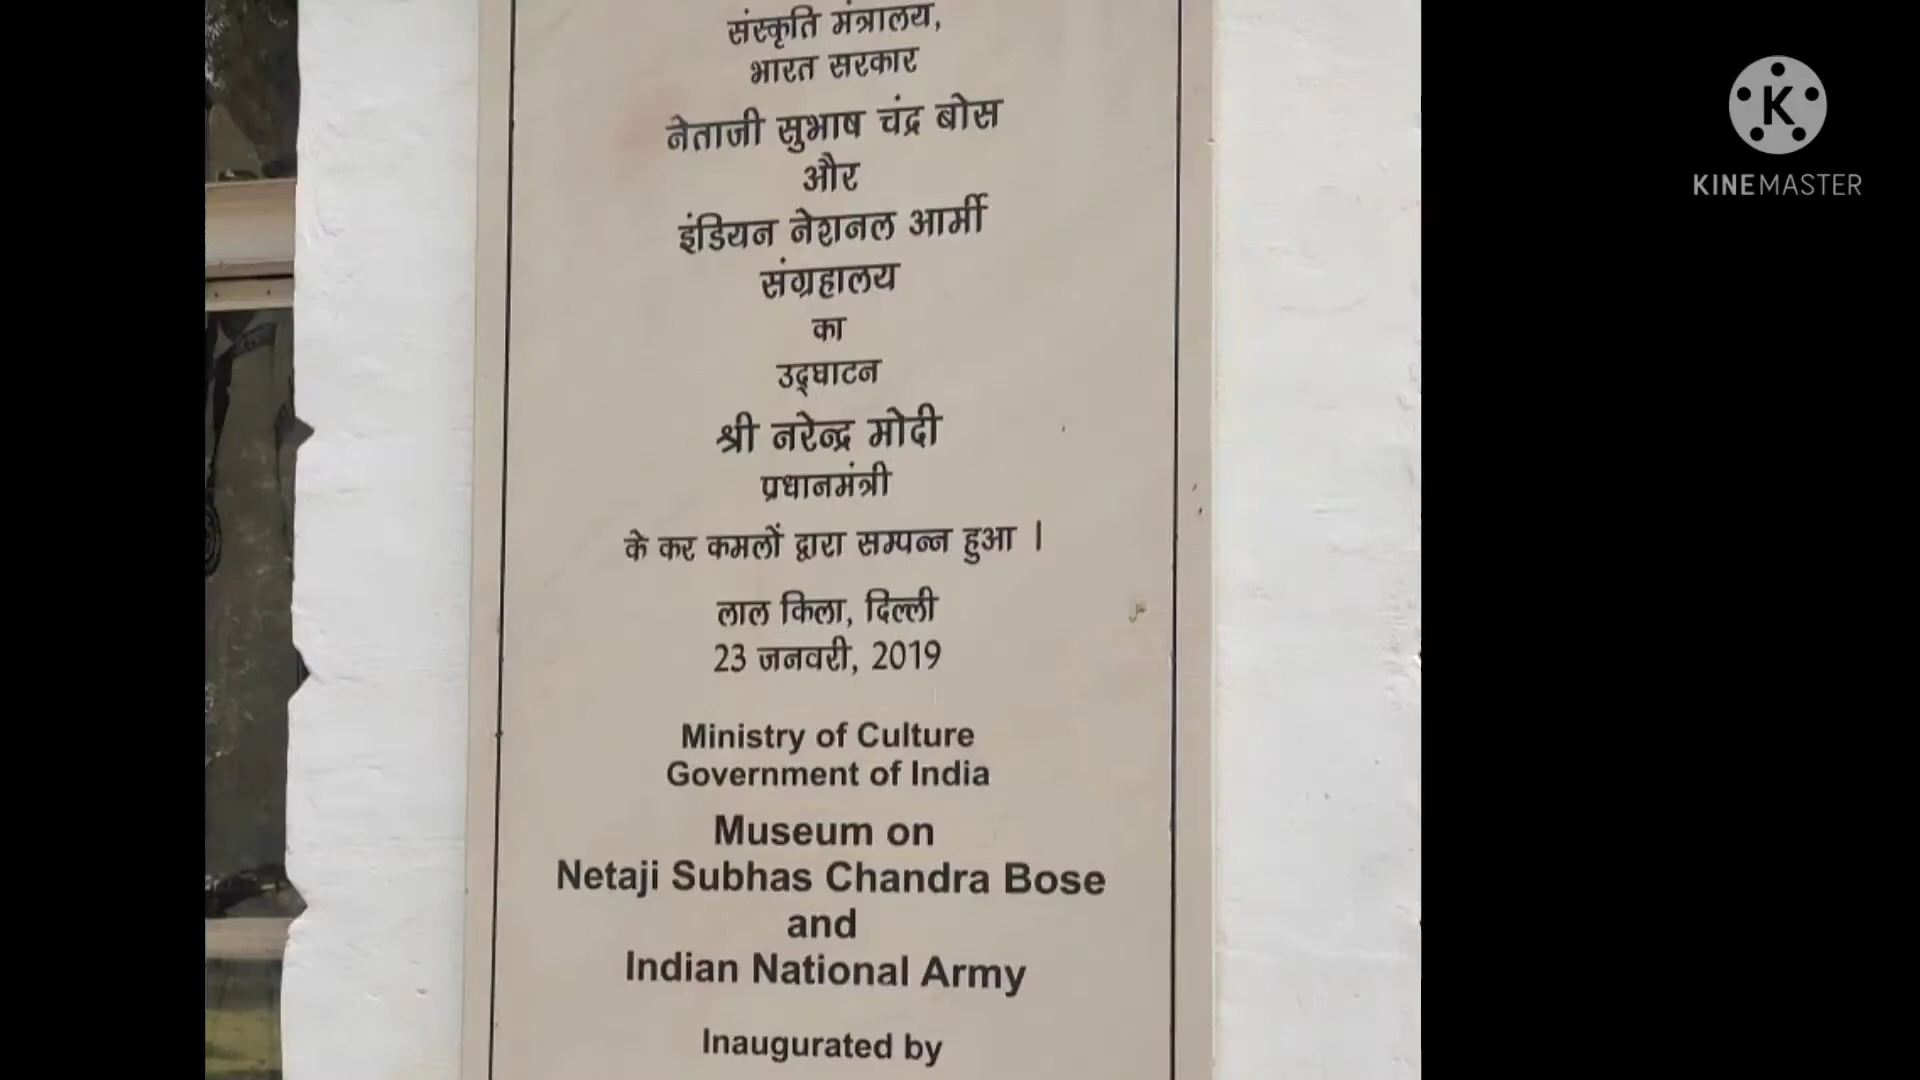 संस्कृति मंत्रालय,
भारत सरकार
नेताजी सुभाष चंद्र बोस
और
इंडियन नेशनल आर्मी
संग्रहालय
का
उद्घाटन
श्री नरेन्द्र मोदी
प्रधानमंत्री
के कर कमलों द्वारा सम्पन्न हुआ ।
लाल किला, दिल्ली
23 जनवरी, 2019
Ministry of Culture
Government of India
Museum on
Netaji Subhas Chandra Bose
and
Indian National Army
Inaugurated by
K
KINEMASTER